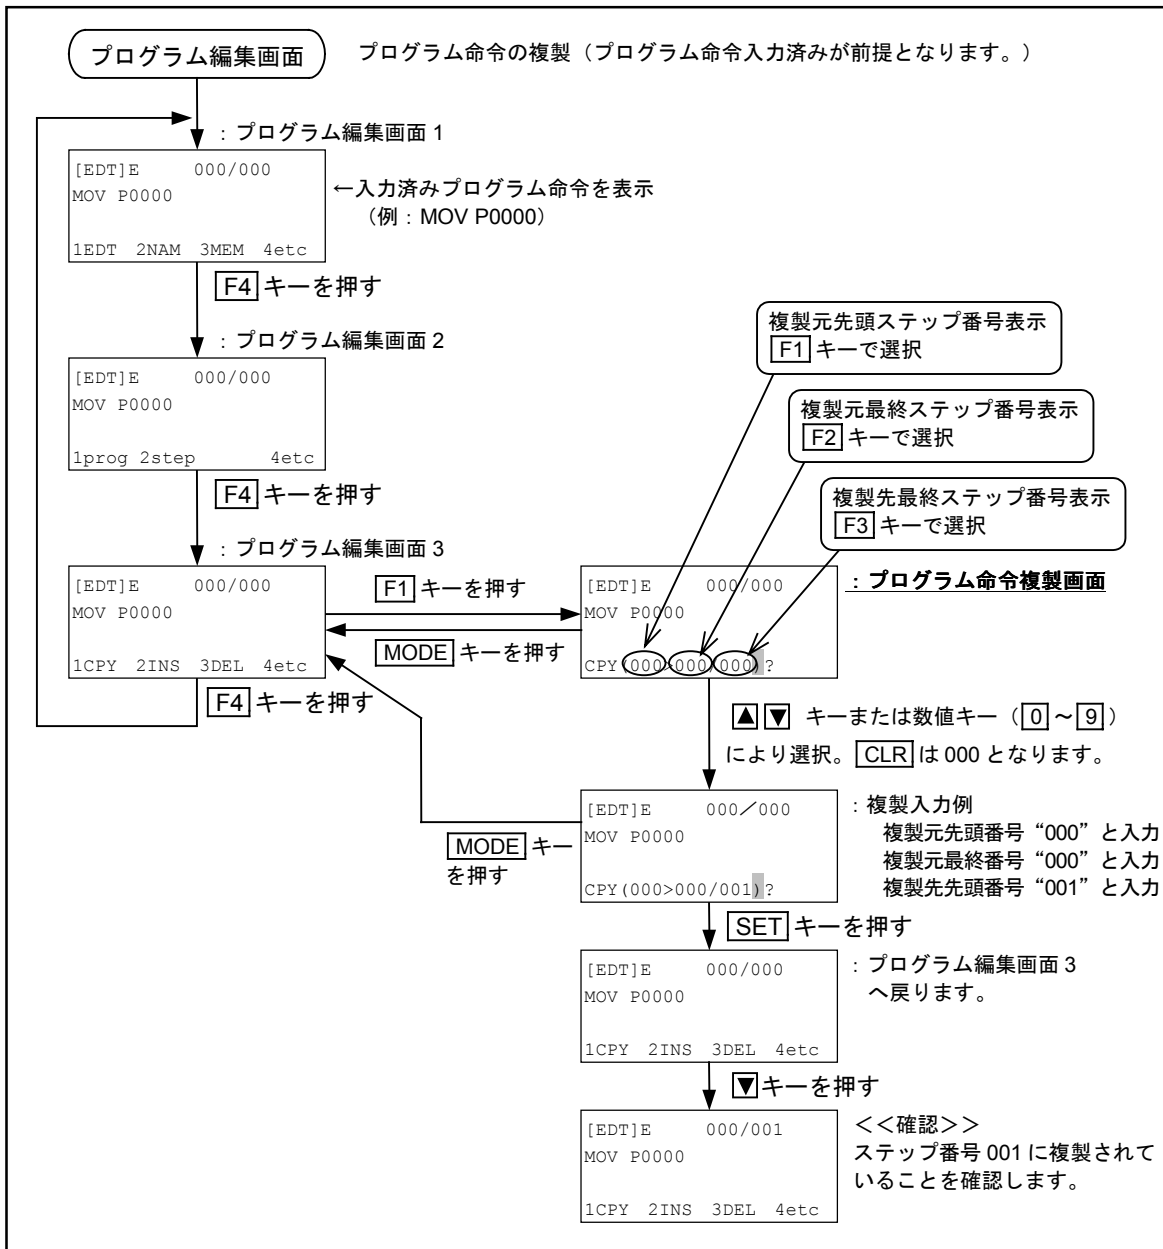 プログラム編集画面
プログラム命令の複製（プログラム命令入力済みが前提となります。）
：プログラム編集画面 1
[EDT]E 000/000
MOV P0000
1EDT 2NAM 3MEM 4etc
←入力済みプログラム命令を表示
（例：MOV P0000）
F4 キーを押す
：プログラム編集画面 2
[EDT]E 000/000
MOV P0000
1prog 2step 4etc
F4 キーを押す
：プログラム編集画面 3
[EDT]E 000/000
MOV P0000
1CPY 2INS 3DEL 4etc
F4 キーを押す
F1 キーを押す
MODE キーを押す
複製元先頭ステップ番号表示
F1 キーで選択
複製元最終ステップ番号表示
F2 キーで選択
複製先最終ステップ番号表示
F3 キーで選択
[EDT]E 000/000
MOV P0000
CPY(000>000/000)?
：プログラム命令複製画面
▲ ▼ キーまたは数値キー（ 0 ～ 9 ）
により選択。 CLR は 000 となります。
[EDT]E 000／000
MOV P0000
CPY(000>000/001)?
MODE キー
を押す
：複製入力例
複製元先頭番号“000”と入力
複製元最終番号“000”と入力
複製先先頭番号“001”と入力
SET キーを押す
[EDT]E 000/000
MOV P0000
1CPY 2INS 3DEL 4etc
：プログラム編集画面 3
へ戻ります。
▼ キーを押す
[EDT]E 000/001
MOV P0000
1CPY 2INS 3DEL 4etc
＜＜確認＞＞
ステップ番号 001 に複製されて
いることを確認します。